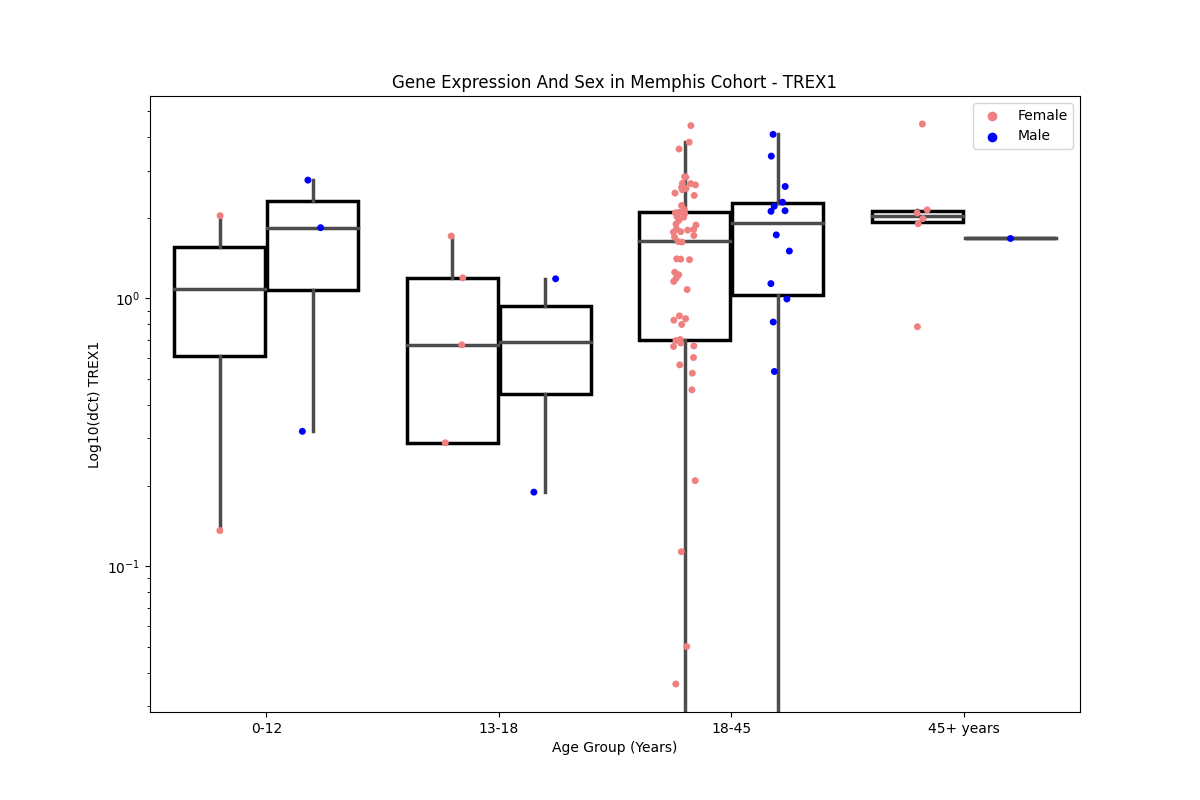 Gene Expression And Sex in Memphis Cohort - TREX1
Female
Male
Log10(dCt) TREX1
10⁰
10⁻¹
0-12
13-18
18-45
45+ years
Age Group (Years)